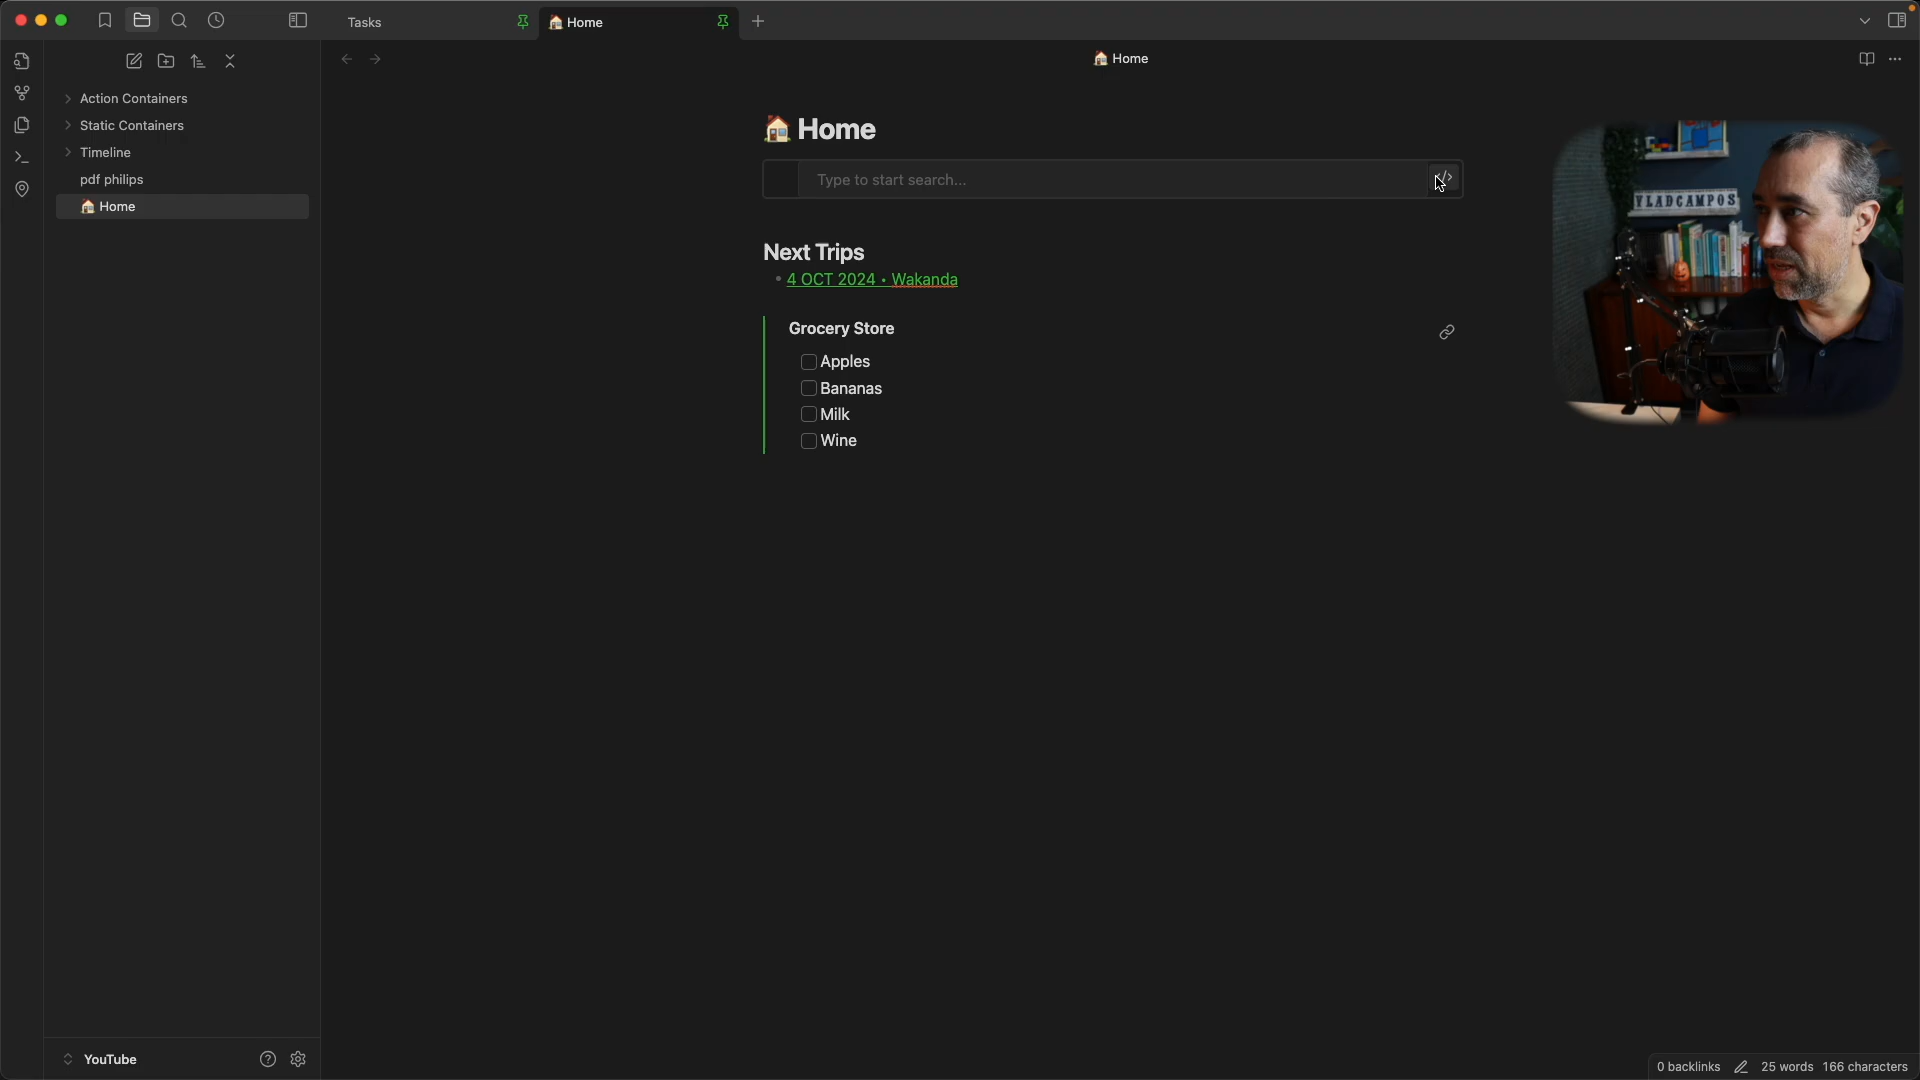 Tasks
🏠 Home
🏠 Home
Action Containers
Static Containers
Timeline
pdf philips
🏠 Home
🏠 Home
Type to start search...
VLADCAMPOS
Next Trips
• 4 OCT 2024 • Wakanda
Grocery Store
Apples
Bananas
Milk
Wine
YouTube
0 backlinks 25 words 166 characters